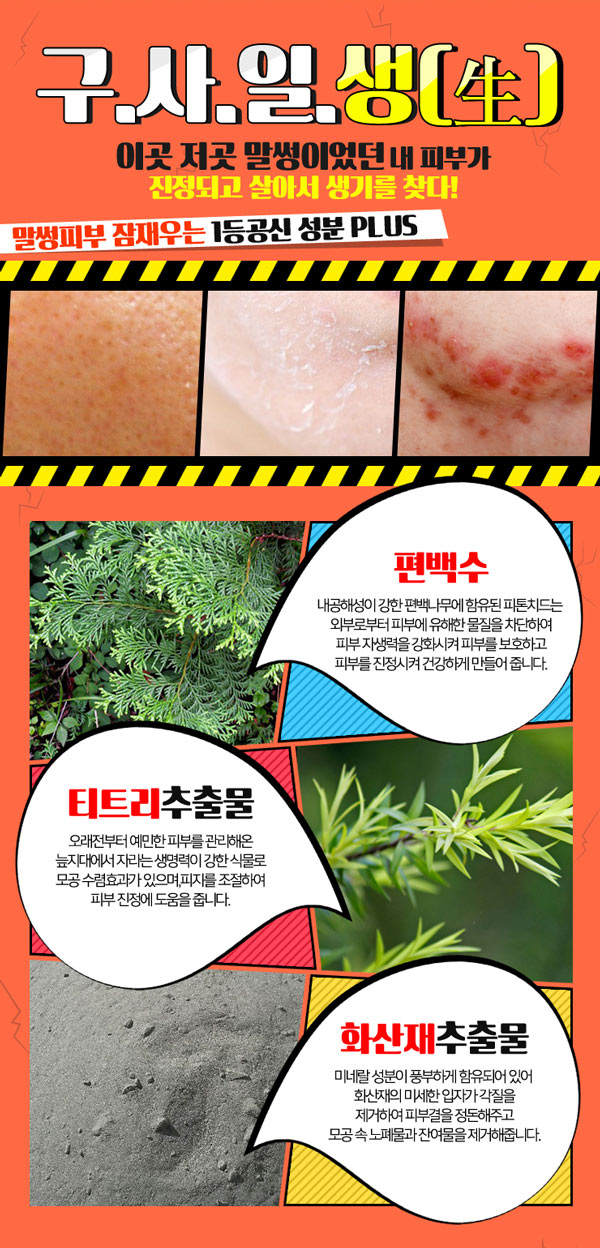 구.사.일.생(生)
이곳 저곳 말썽이었던 내 피부가
진정되고 살아서 생기를 찾다!
말썽피부 잠재우는 1등공신 성분 PLUS
편백수
내공해성이 강한 편백나무에 함유된 피톤치드는
외부로부터 피부에 유해한 물질을 차단하여
피부 자생력을 강화시켜 피부를 보호하고
피부를 진정시켜 건강하게 만들어 줍니다.
티트리추출물
오래전부터 예민한 피부를 관리해온
늪지대에서 자라는 생명력이 강한 식물로
모공 수렴효과가 있으며,피지를 조절하여
피부 진정에 도움을 줍니다.
화산재추출물
미네랄 성분이 풍부하게 함유되어 있어
화산재의 미세한 입자가 각질을
제거하여 피부결을 정돈해주고
모공 속 노폐물과 잔여물을 제거해줍니다.